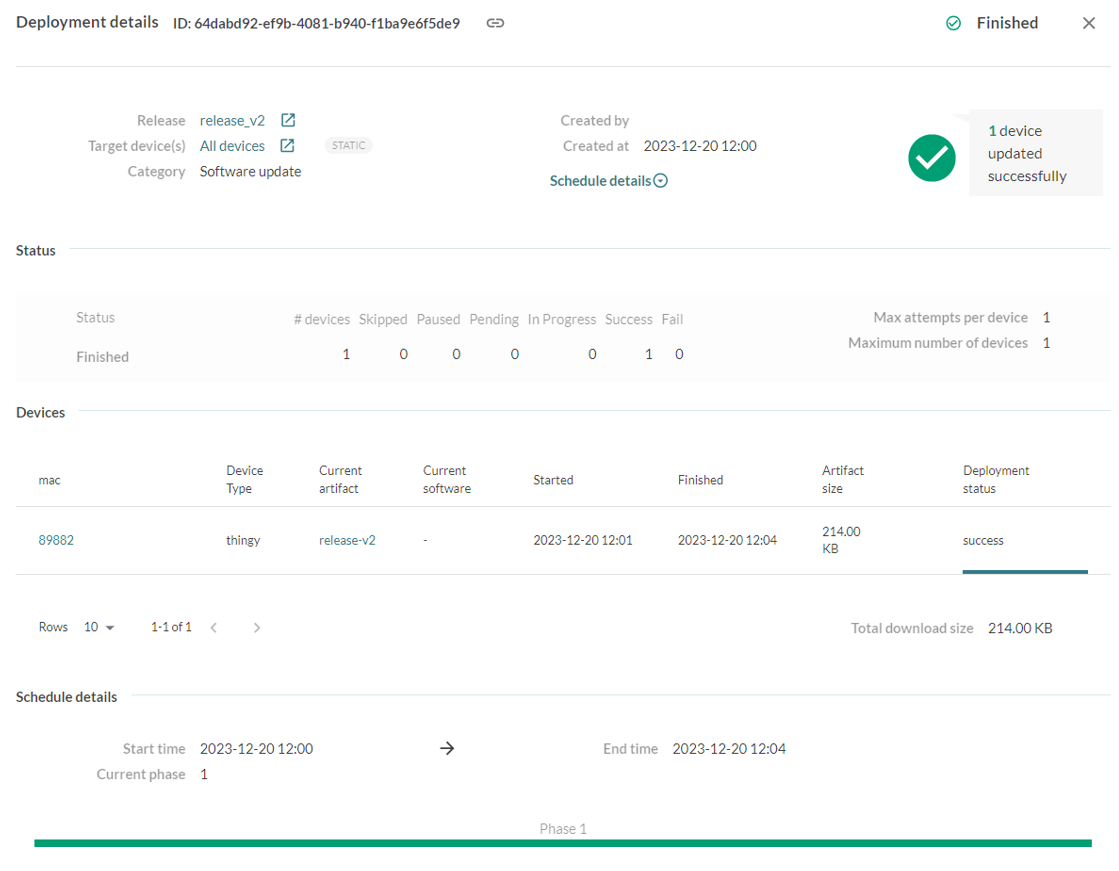 Deployment details ID: 64dabd92-ef9b-4081-b940-f1ba9e6f5de9 Finished
Release release_v2
Target device(s) All devices STATIC
Category Software update
Created by
Created at 2023-12-20 12:00
Schedule details
1 device
updated
successfully
Status
Status # devices Skipped Paused Pending In Progress Success Fail
Finished 1 0 0 0 0 1 0
Max attempts per device 1
Maximum number of devices 1
Devices
mac Device Type Current artifact Current software Started Finished Artifact size Deployment status
89882 thingy release-v2 - 2023-12-20 12:01 2023-12-20 12:04 214.00 KB success
Rows 10 1-1 of 1 Total download size 214.00 KB
Schedule details
Start time 2023-12-20 12:00 End time 2023-12-20 12:04
Current phase 1
Phase 1